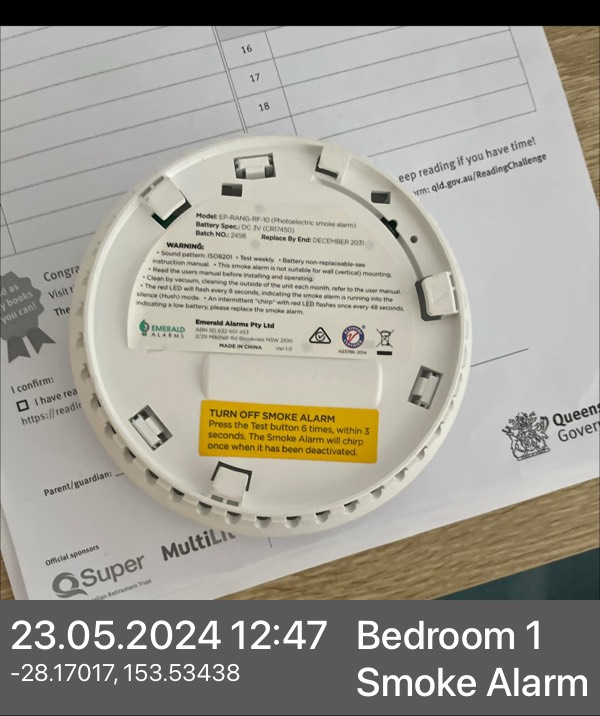 16
17
18
eep reading if you have time!
rm: qld.gov.au/ReadingChallenge
Model: EP-RANG-RF-10 (Photoelectric smoke alarm)
Battery Spec.: DC 3V (CR17450)
Batch NO.: 2458 Replace By End: DECEMBER 2031
WARNING:
• Sound pattern: ISO8201 • Test weekly. • Battery non-replaceable-see
instruction manual. • This smoke alarm is not suitable for wall (vertical) mounting.
• Read the users manual before installing and operating.
• Clean by vacuum, cleaning the outside of the unit each month, refer to the user manual.
• The red LED will flash every 8 seconds, indicating the smoke alarm is running into the
silence (Hush) mode. • An intermittent "chirp" with red LED flashes once every 48 seconds,
indicating a low battery, please replace the smoke alarm.
EMERALD
ALARMS
Emerald Alarms Pty Ltd
ABN 90 632 601 453
2/29 Mitchell Rd Brookvale NSW 2100
MADE IN CHINA Ver:1.0
AS3786: 2014
TURN OFF SMOKE ALARM
Press the Test button 6 times, within 3
seconds. The Smoke Alarm will chirp
once when it has been deactivated.
d as
y books
you can!
Congra
Visit t
The
I confirm:
I have rea
https://readin
Parent/guardian:
Queens
Gover
Official sponsors
QSuper
MultiLit
lian Retirement Trust
23.05.2024 12:47
-28.17017, 153.53438
Bedroom 1
Smoke Alarm